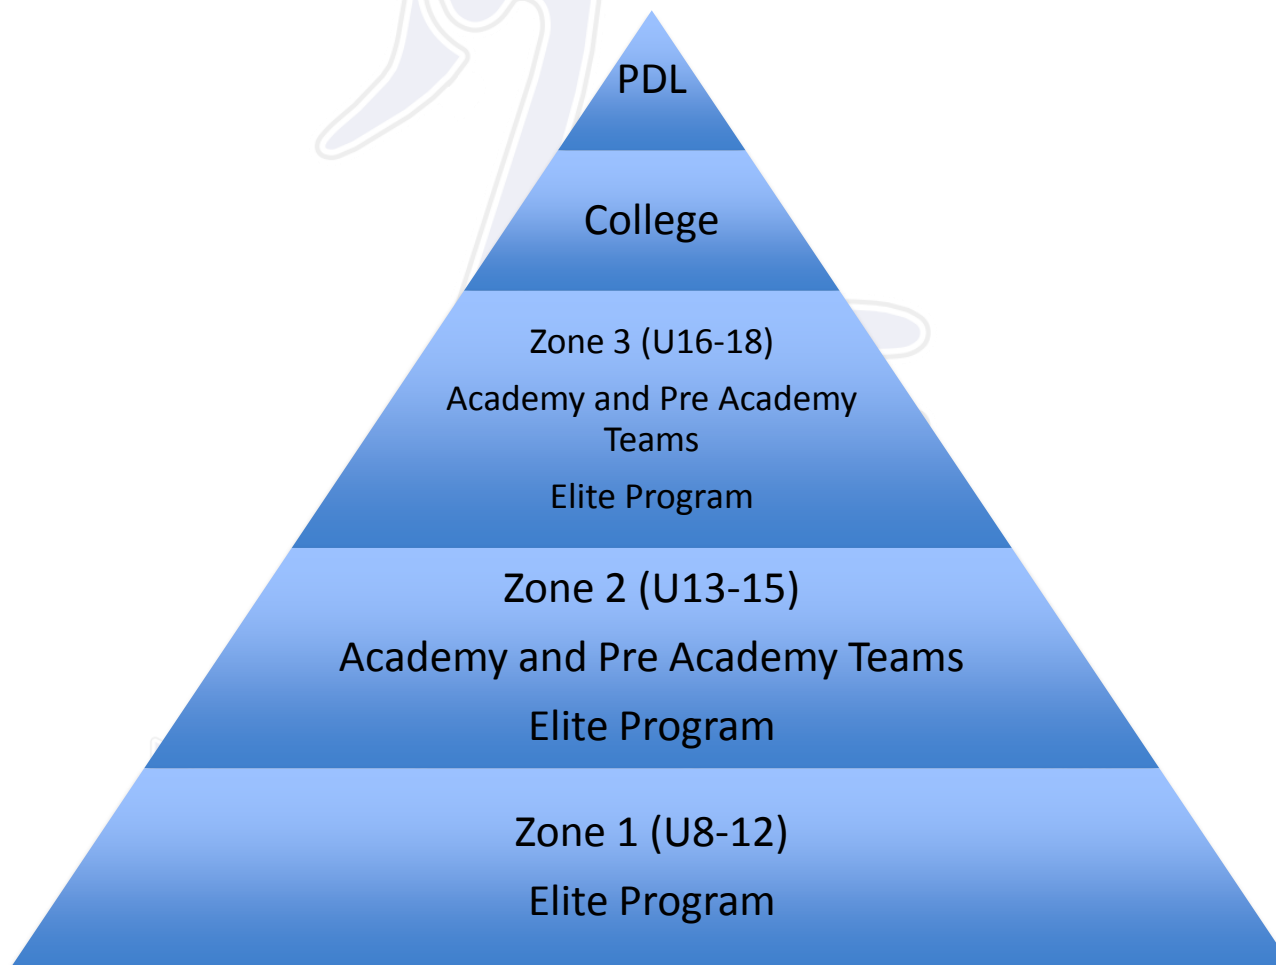 PDL
College
Zone 3 (U16-18)
Academy and Pre Academy
Teams
Elite Program
Zone 2 (U13-15)
Academy and Pre Academy Teams
Elite Program
Zone 1 (U8-12)
Elite Program